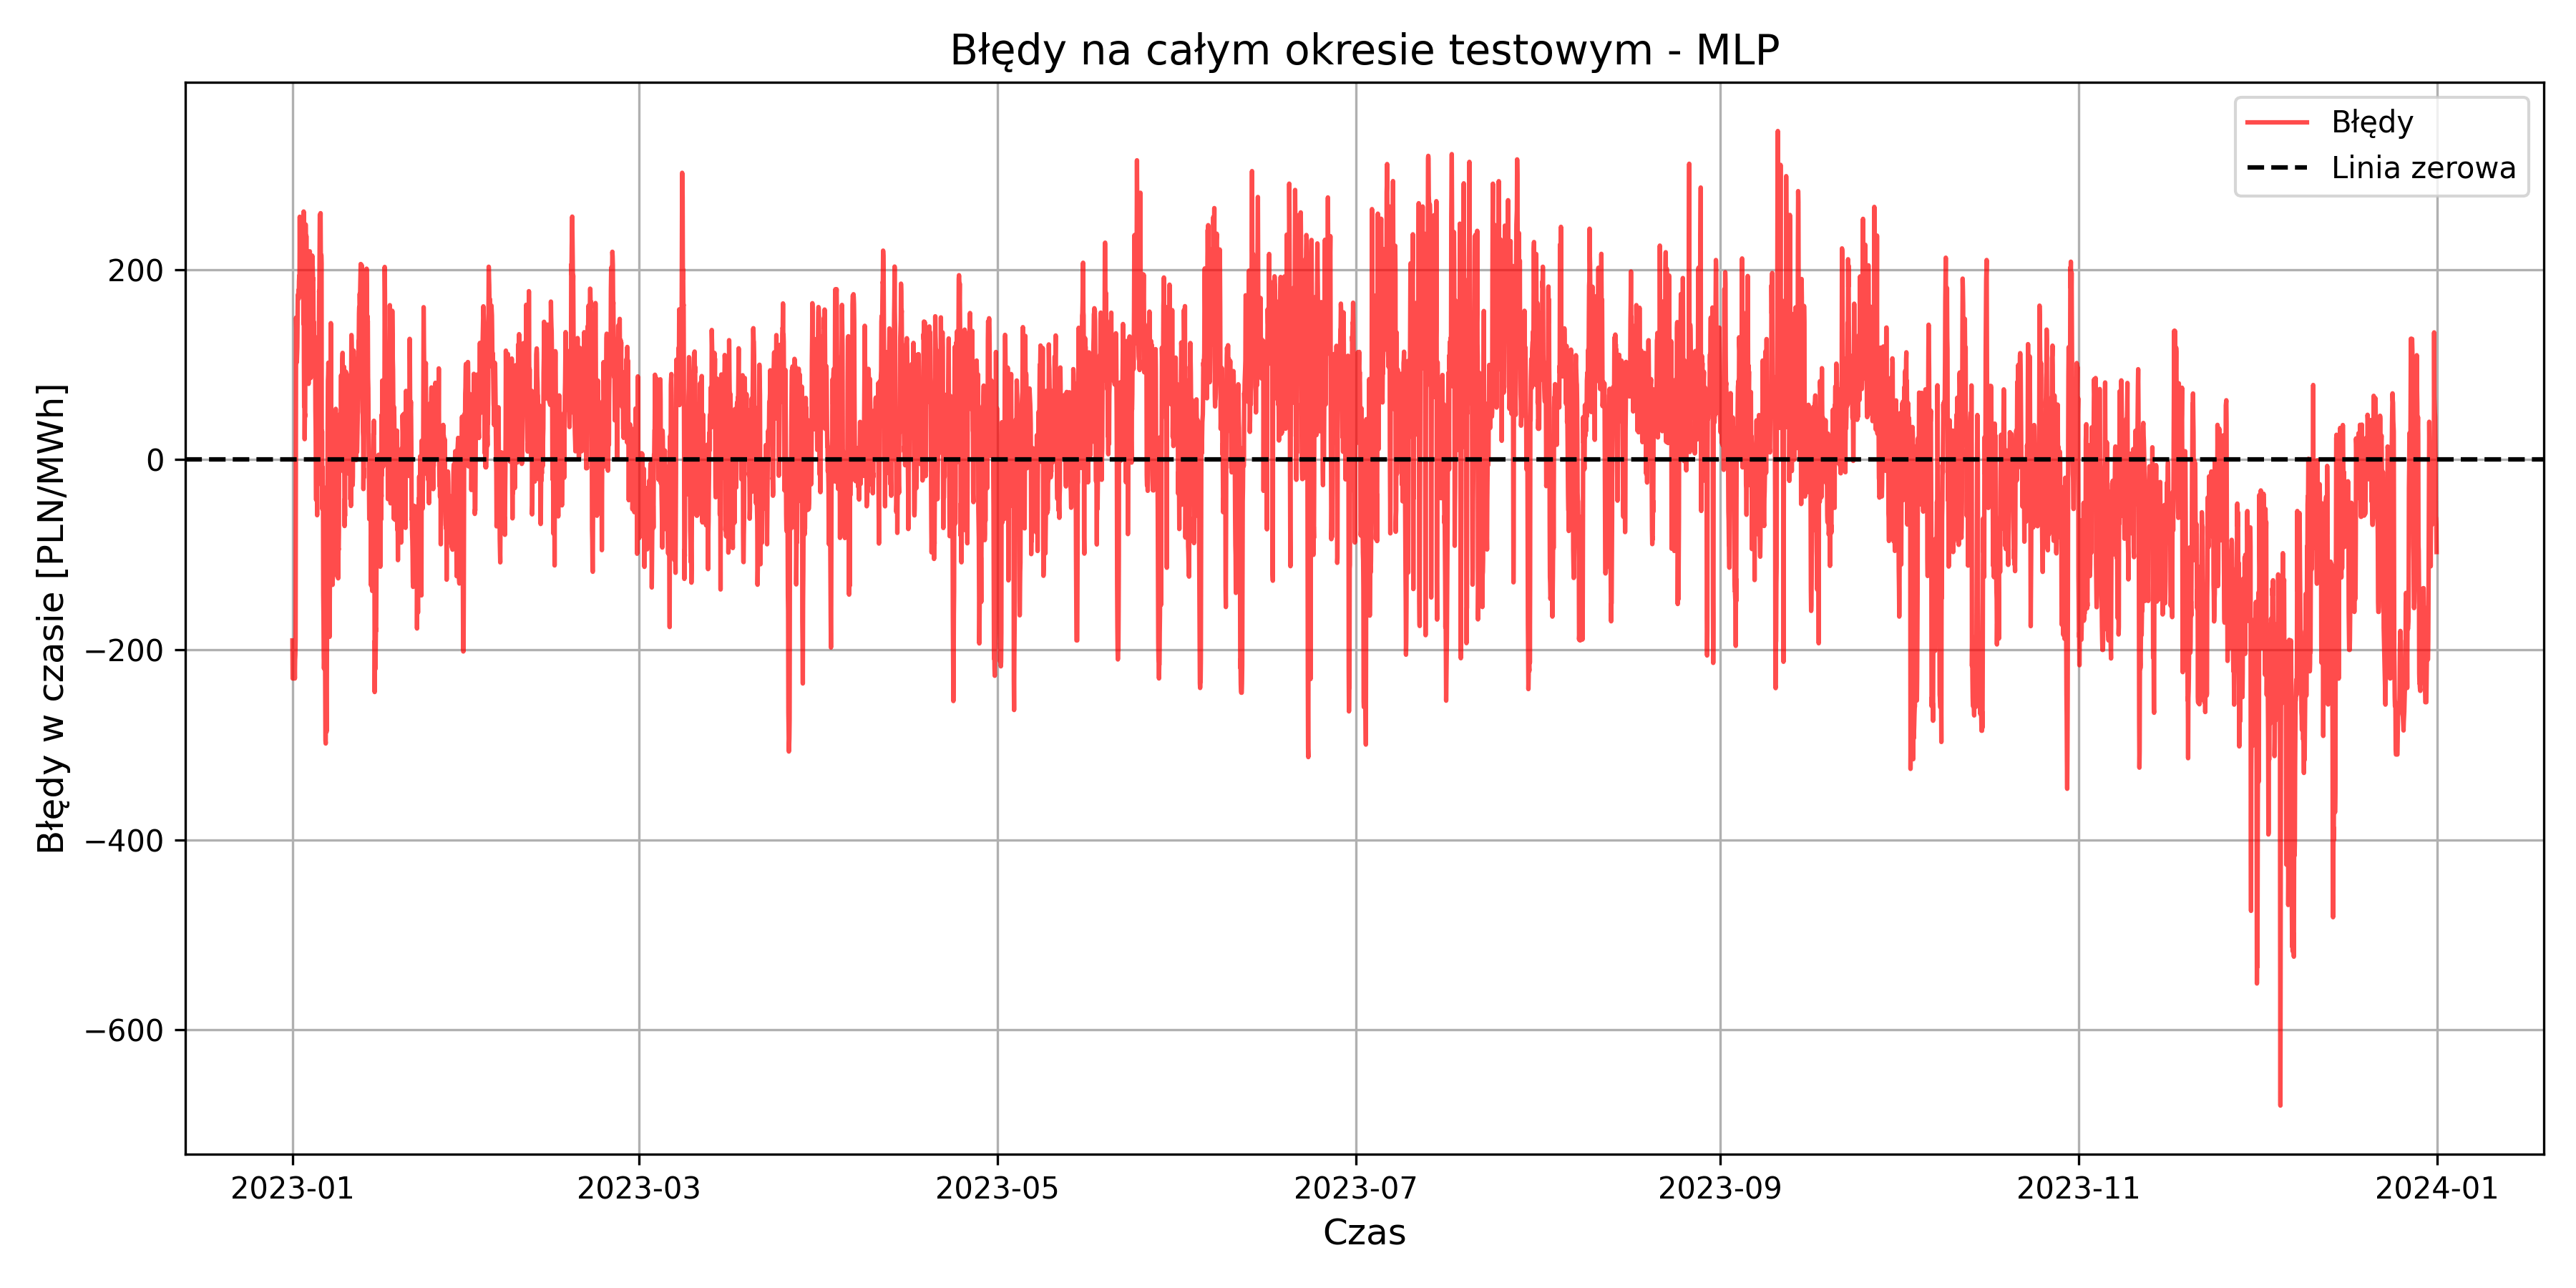 Błędy na całym okresie testowym - MLP
Błędy
Linia zerowa
Błędy w czasie [PLN/MWh]
200
0
−200
−400
−600
2023-01
2023-03
2023-05
2023-07
2023-09
2023-11
2024-01
Czas